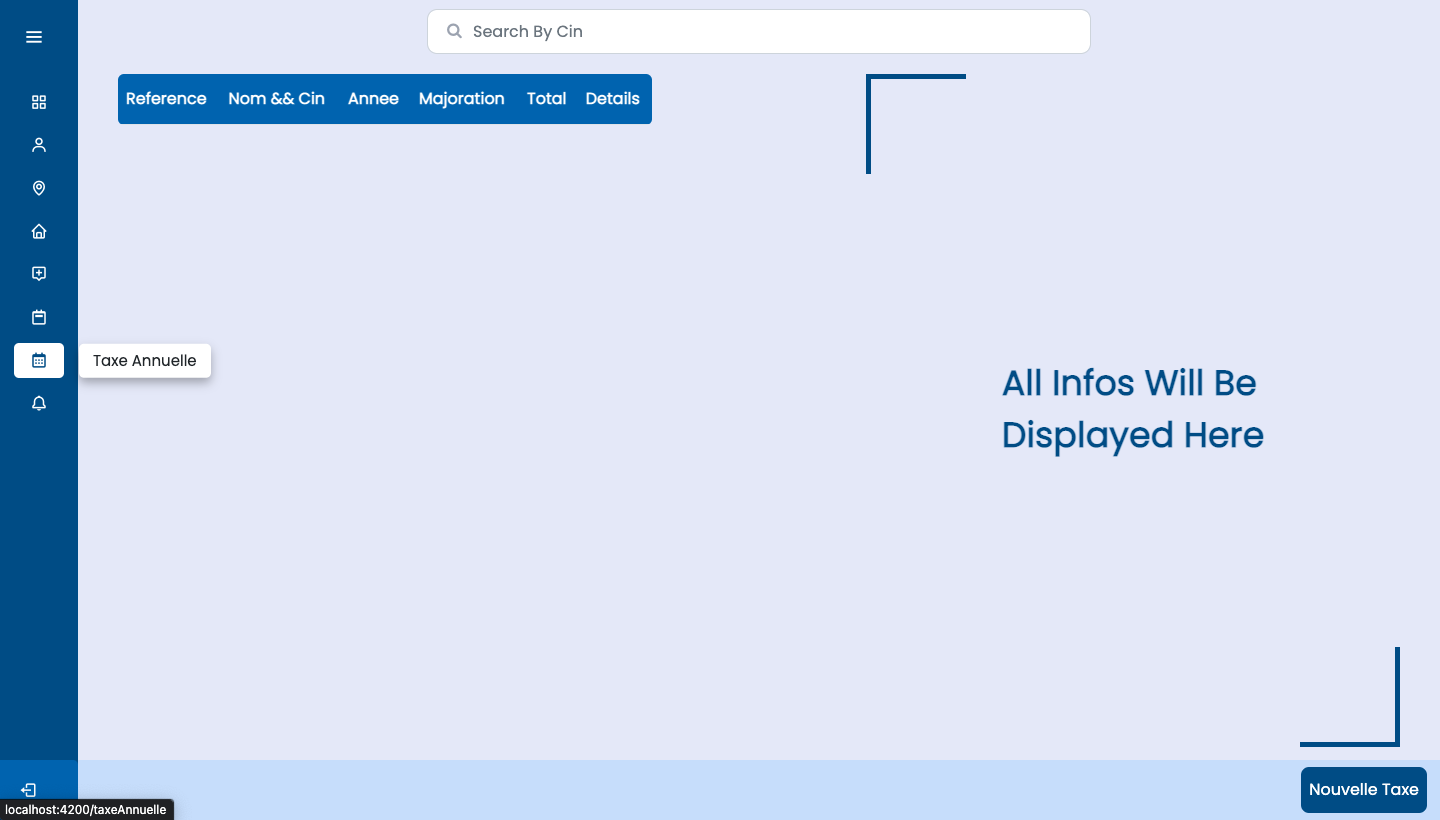 Search By Cin
Reference Nom && Cin Annee Majoration Total Details
Taxe Annuelle
All Infos Will Be
Displayed Here
Nouvelle Taxe
localhost:4200/taxeAnnuelle